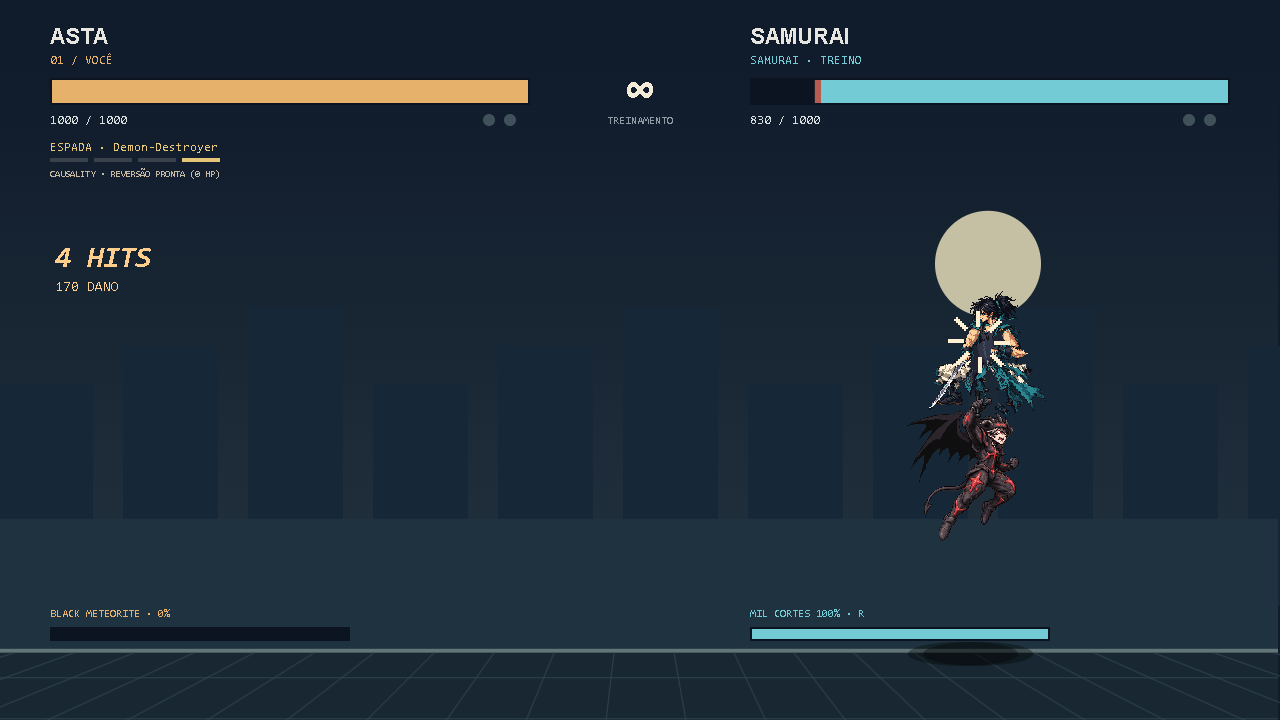 ASTA
01 / VOCÊ
1000 / 1000
ESPADA · Demon-Destroyer
CAUSALITY · REVERSÃO PRONTA (0 HP)
4 HITS
170 DANO
∞
TREINAMENTO
SAMURAI
SAMURAI · TREINO
830 / 1000
BLACK METEORITE · 0%
MIL CORTES 100% · R